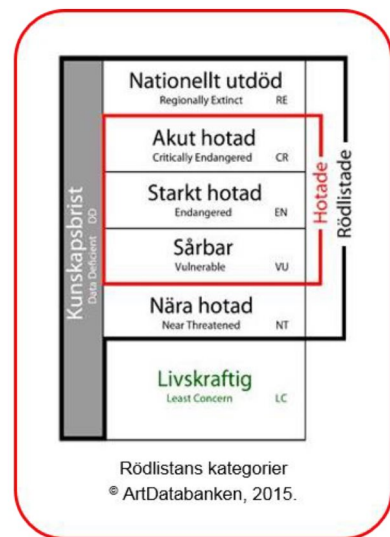 Nationellt utdöd
Regionally Extinct RE
Akut hotad
Critically Endangered CR
Starkt hotad
Endangered EN
Sårbar
Vulnerable VU
Nära hotad
Near Threatened NT
Livskraftig
Least Concern LC
Kunskapsbrist
Data Deficient DD
Hotade
Rödlistade
Rödlistans kategorier
© ArtDatabanken, 2015.